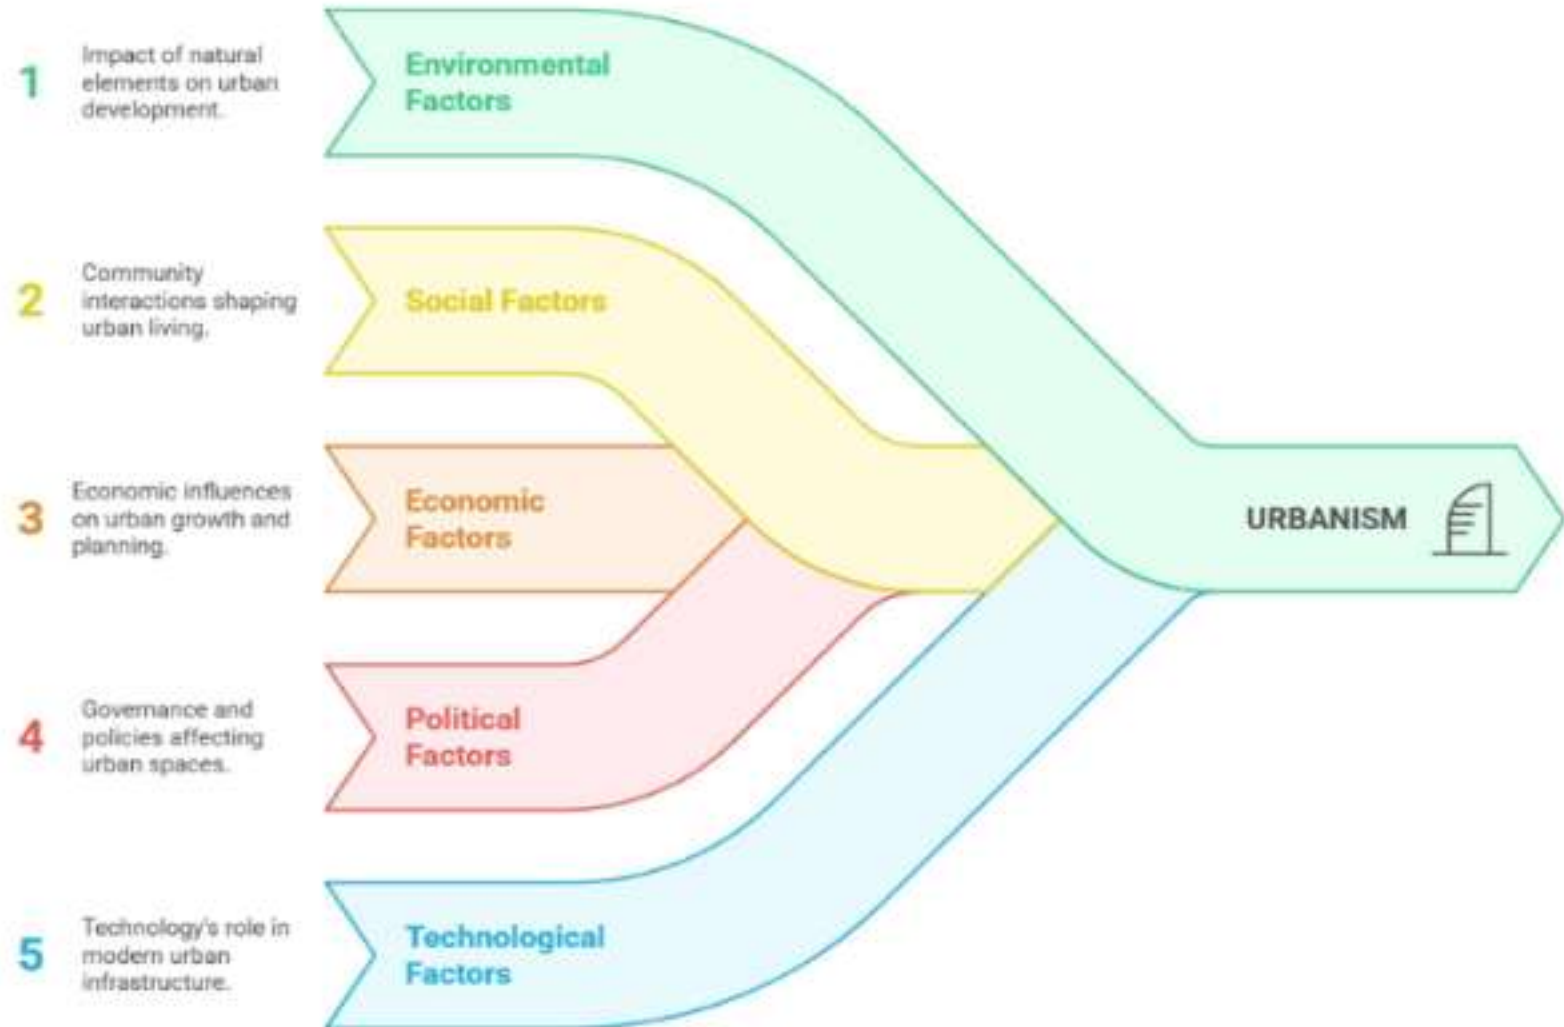 1
Impact of natural
elements on urban
development.
Environmental
Factors
2
Community
interactions shaping
urban living.
Social Factors
3
Economic influences
on urban growth and
planning.
Economic
Factors
URBANISM
4
Governance and
policies affecting
urban spaces.
Political
Factors
5
Technology's role in
modern urban
infrastructure.
Technological
Factors